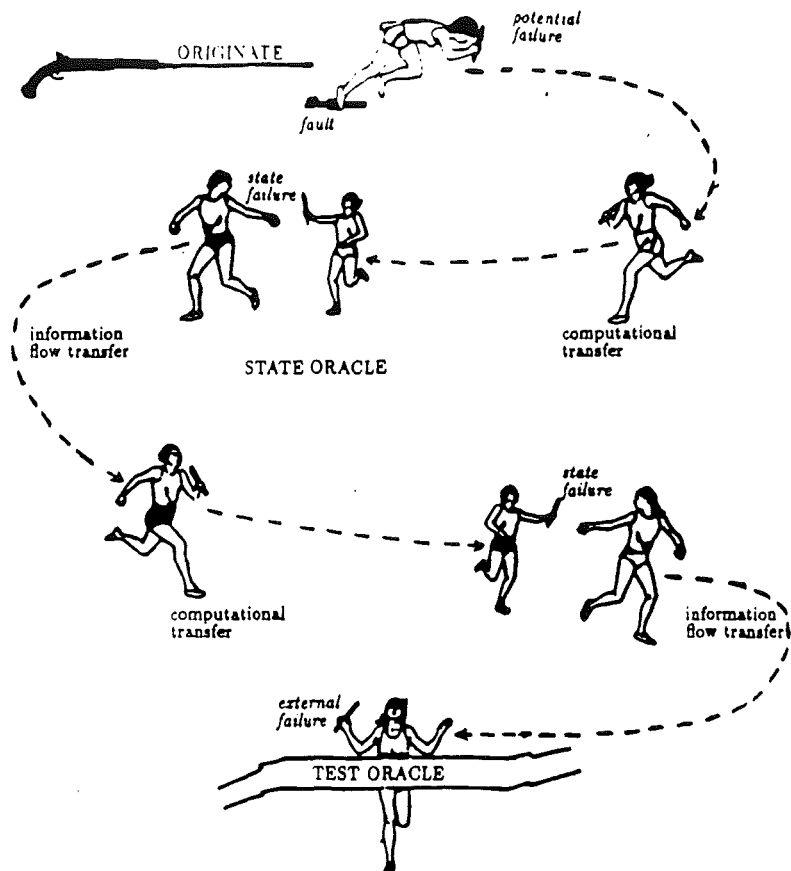 ORIGINATE
potential
failure
fault
state
failure
information
flow transfer
computational
transfer
STATE ORACLE
state
failure
computational
transfer
information
flow transfer
external
failure
TEST ORACLE